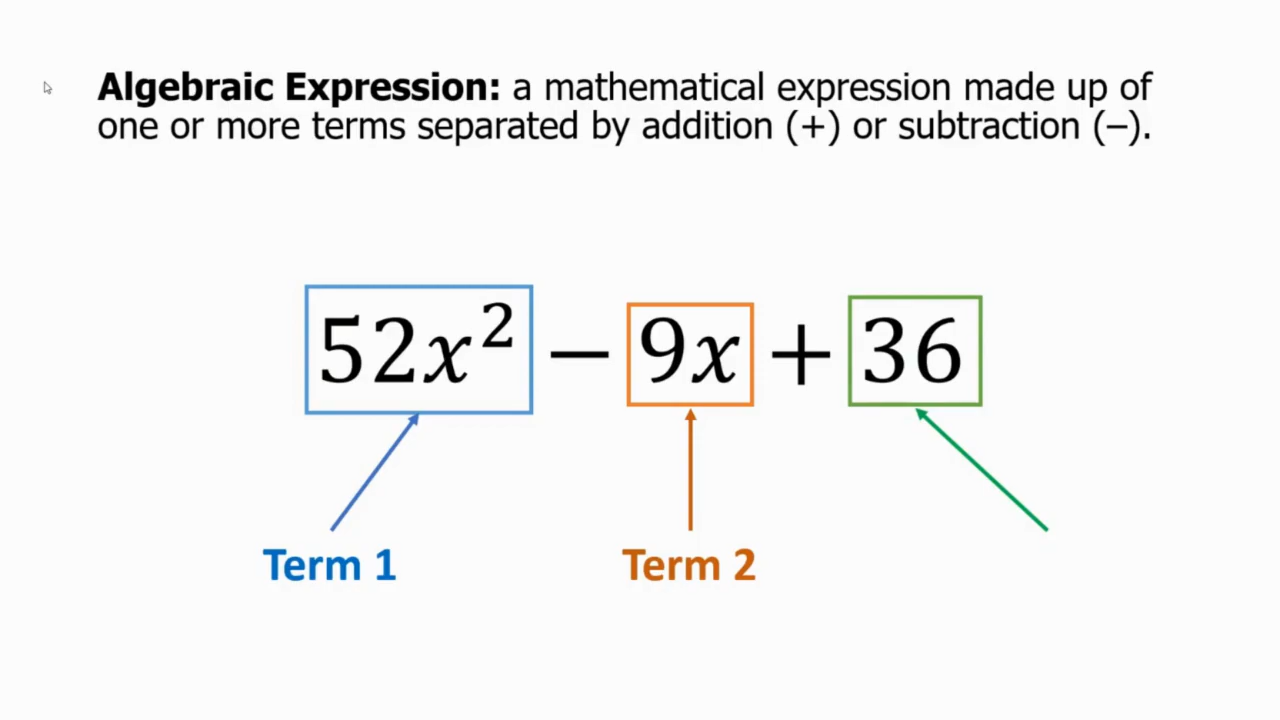 Algebraic Expression: a mathematical expression made up of
one or more terms separated by addition (+) or subtraction (–).
52x² − 9x + 36
Term 1 Term 2